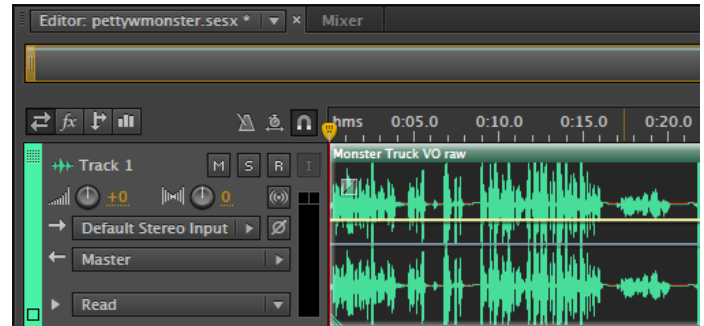 Editor: pettywmonster.sesx * × Mixer
fx hms 0:05.0 0:10.0 0:15.0 0:20.0
Track 1 M S R I
Monster Truck VO raw
+0 0
Default Stereo Input
Master
Read